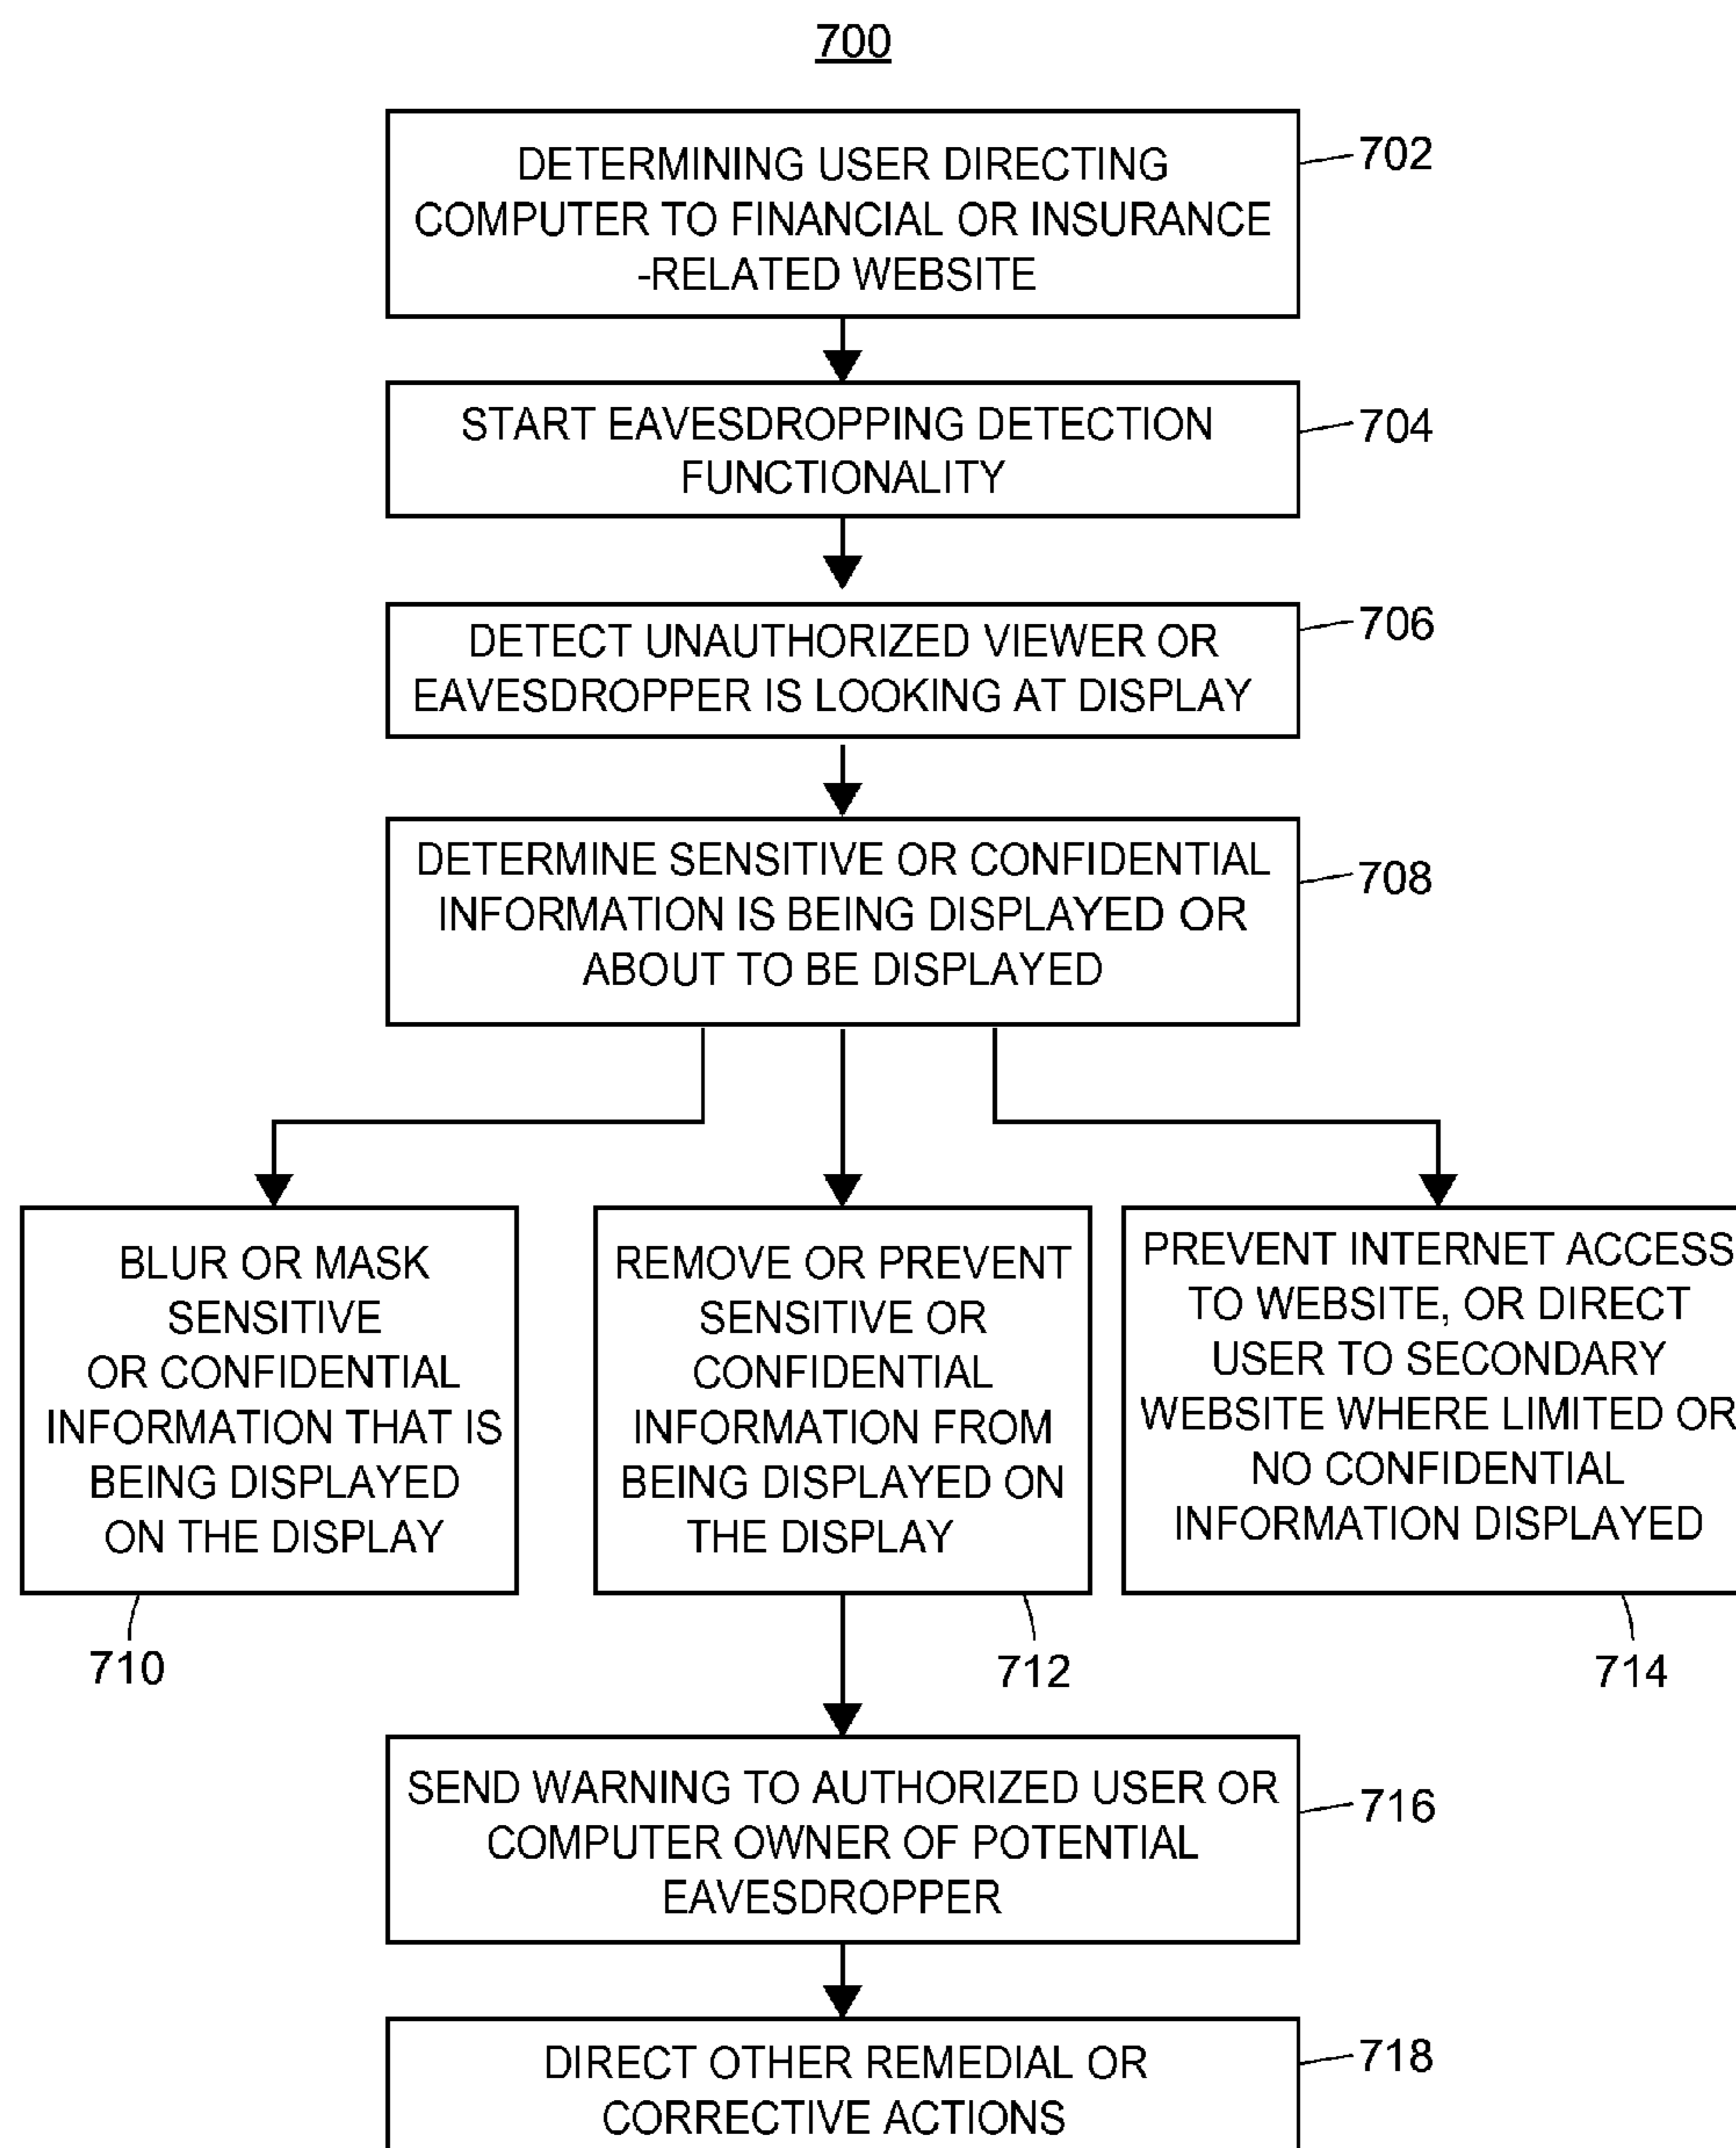 700
DETERMINING USER DIRECTING
COMPUTER TO FINANCIAL OR INSURANCE
-RELATED WEBSITE
702
START EAVESDROPPING DETECTION
FUNCTIONALITY
704
DETECT UNAUTHORIZED VIEWER OR
EAVESDROPPER IS LOOKING AT DISPLAY
706
DETERMINE SENSITIVE OR CONFIDENTIAL
INFORMATION IS BEING DISPLAYED OR
ABOUT TO BE DISPLAYED
708
BLUR OR MASK
SENSITIVE
OR CONFIDENTIAL
INFORMATION THAT IS
BEING DISPLAYED
ON THE DISPLAY
710
REMOVE OR PREVENT
SENSITIVE OR
CONFIDENTIAL
INFORMATION FROM
BEING DISPLAYED ON
THE DISPLAY
712
PREVENT INTERNET ACCESS
TO WEBSITE, OR DIRECT
USER TO SECONDARY
WEBSITE WHERE LIMITED OR
NO CONFIDENTIAL
INFORMATION DISPLAYED
714
SEND WARNING TO AUTHORIZED USER OR
COMPUTER OWNER OF POTENTIAL
EAVESDROPPER
716
DIRECT OTHER REMEDIAL OR
CORRECTIVE ACTIONS
718